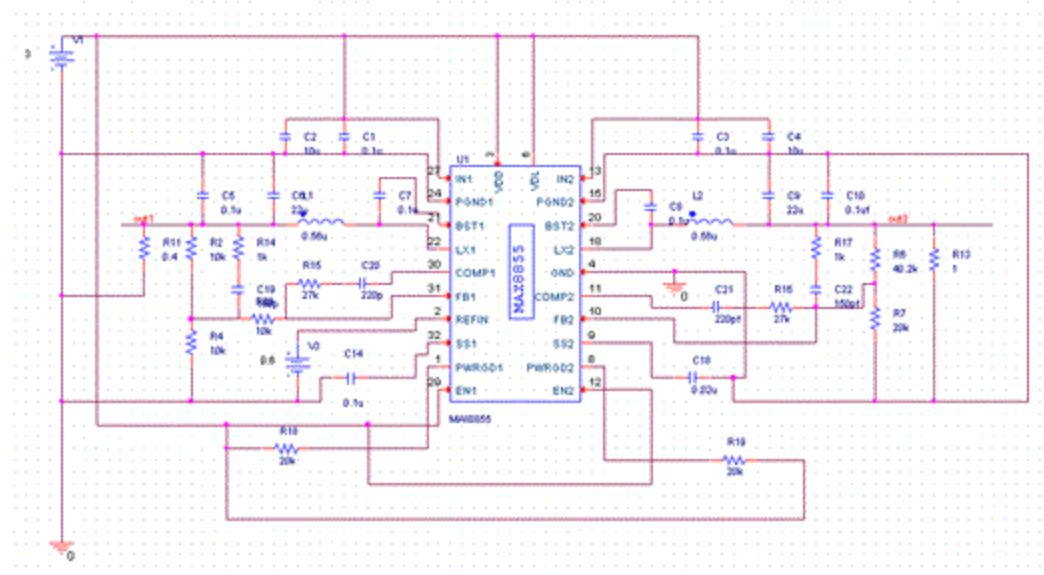 V1
C2
10u
C1
0.1u
C3
0.1u
C4
10u
U1
3
6
27
IN1
VDD
VDL
IN2
13
24
PGND1
PGND2
15
21
BST1
BST2
20
22
LX1
LX2
18
30
COMP1
GND
4
31
FB1
COMP2
11
2
REFIN
FB2
10
32
SS1
SS2
9
1
PWRGD1
PWRGD2
8
29
EN1
EN2
12
MAX8855
MAX8855
C5
0.1u
C6
22u
L1
0.56u
C7
0.1u
out1
R11
0.4
R2
10k
R14
1k
R15
27k
C20
220p
C19
10k
R4
10k
V3
0.6
C14
0.1u
C8
0.1u
L2
0.56u
C9
22u
C10
0.1uf
out2
R17
1k
R6
40.2k
R13
1
0
C21
220pf
R16
27k
C22
150pf
R7
20k
C18
0.02u
R18
20k
R19
20k
0